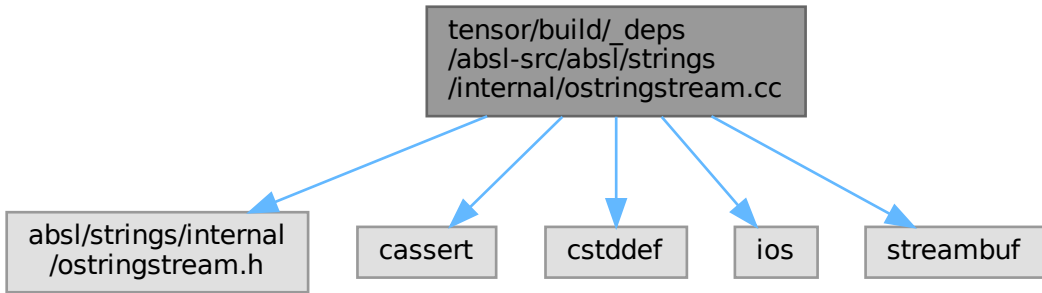 tensor/build/_deps
/absl-src/absl/strings
/internal/ostringstream.cc
absl/strings/internal
/ostringstream.h
cassert
cstddef
ios
streambuf